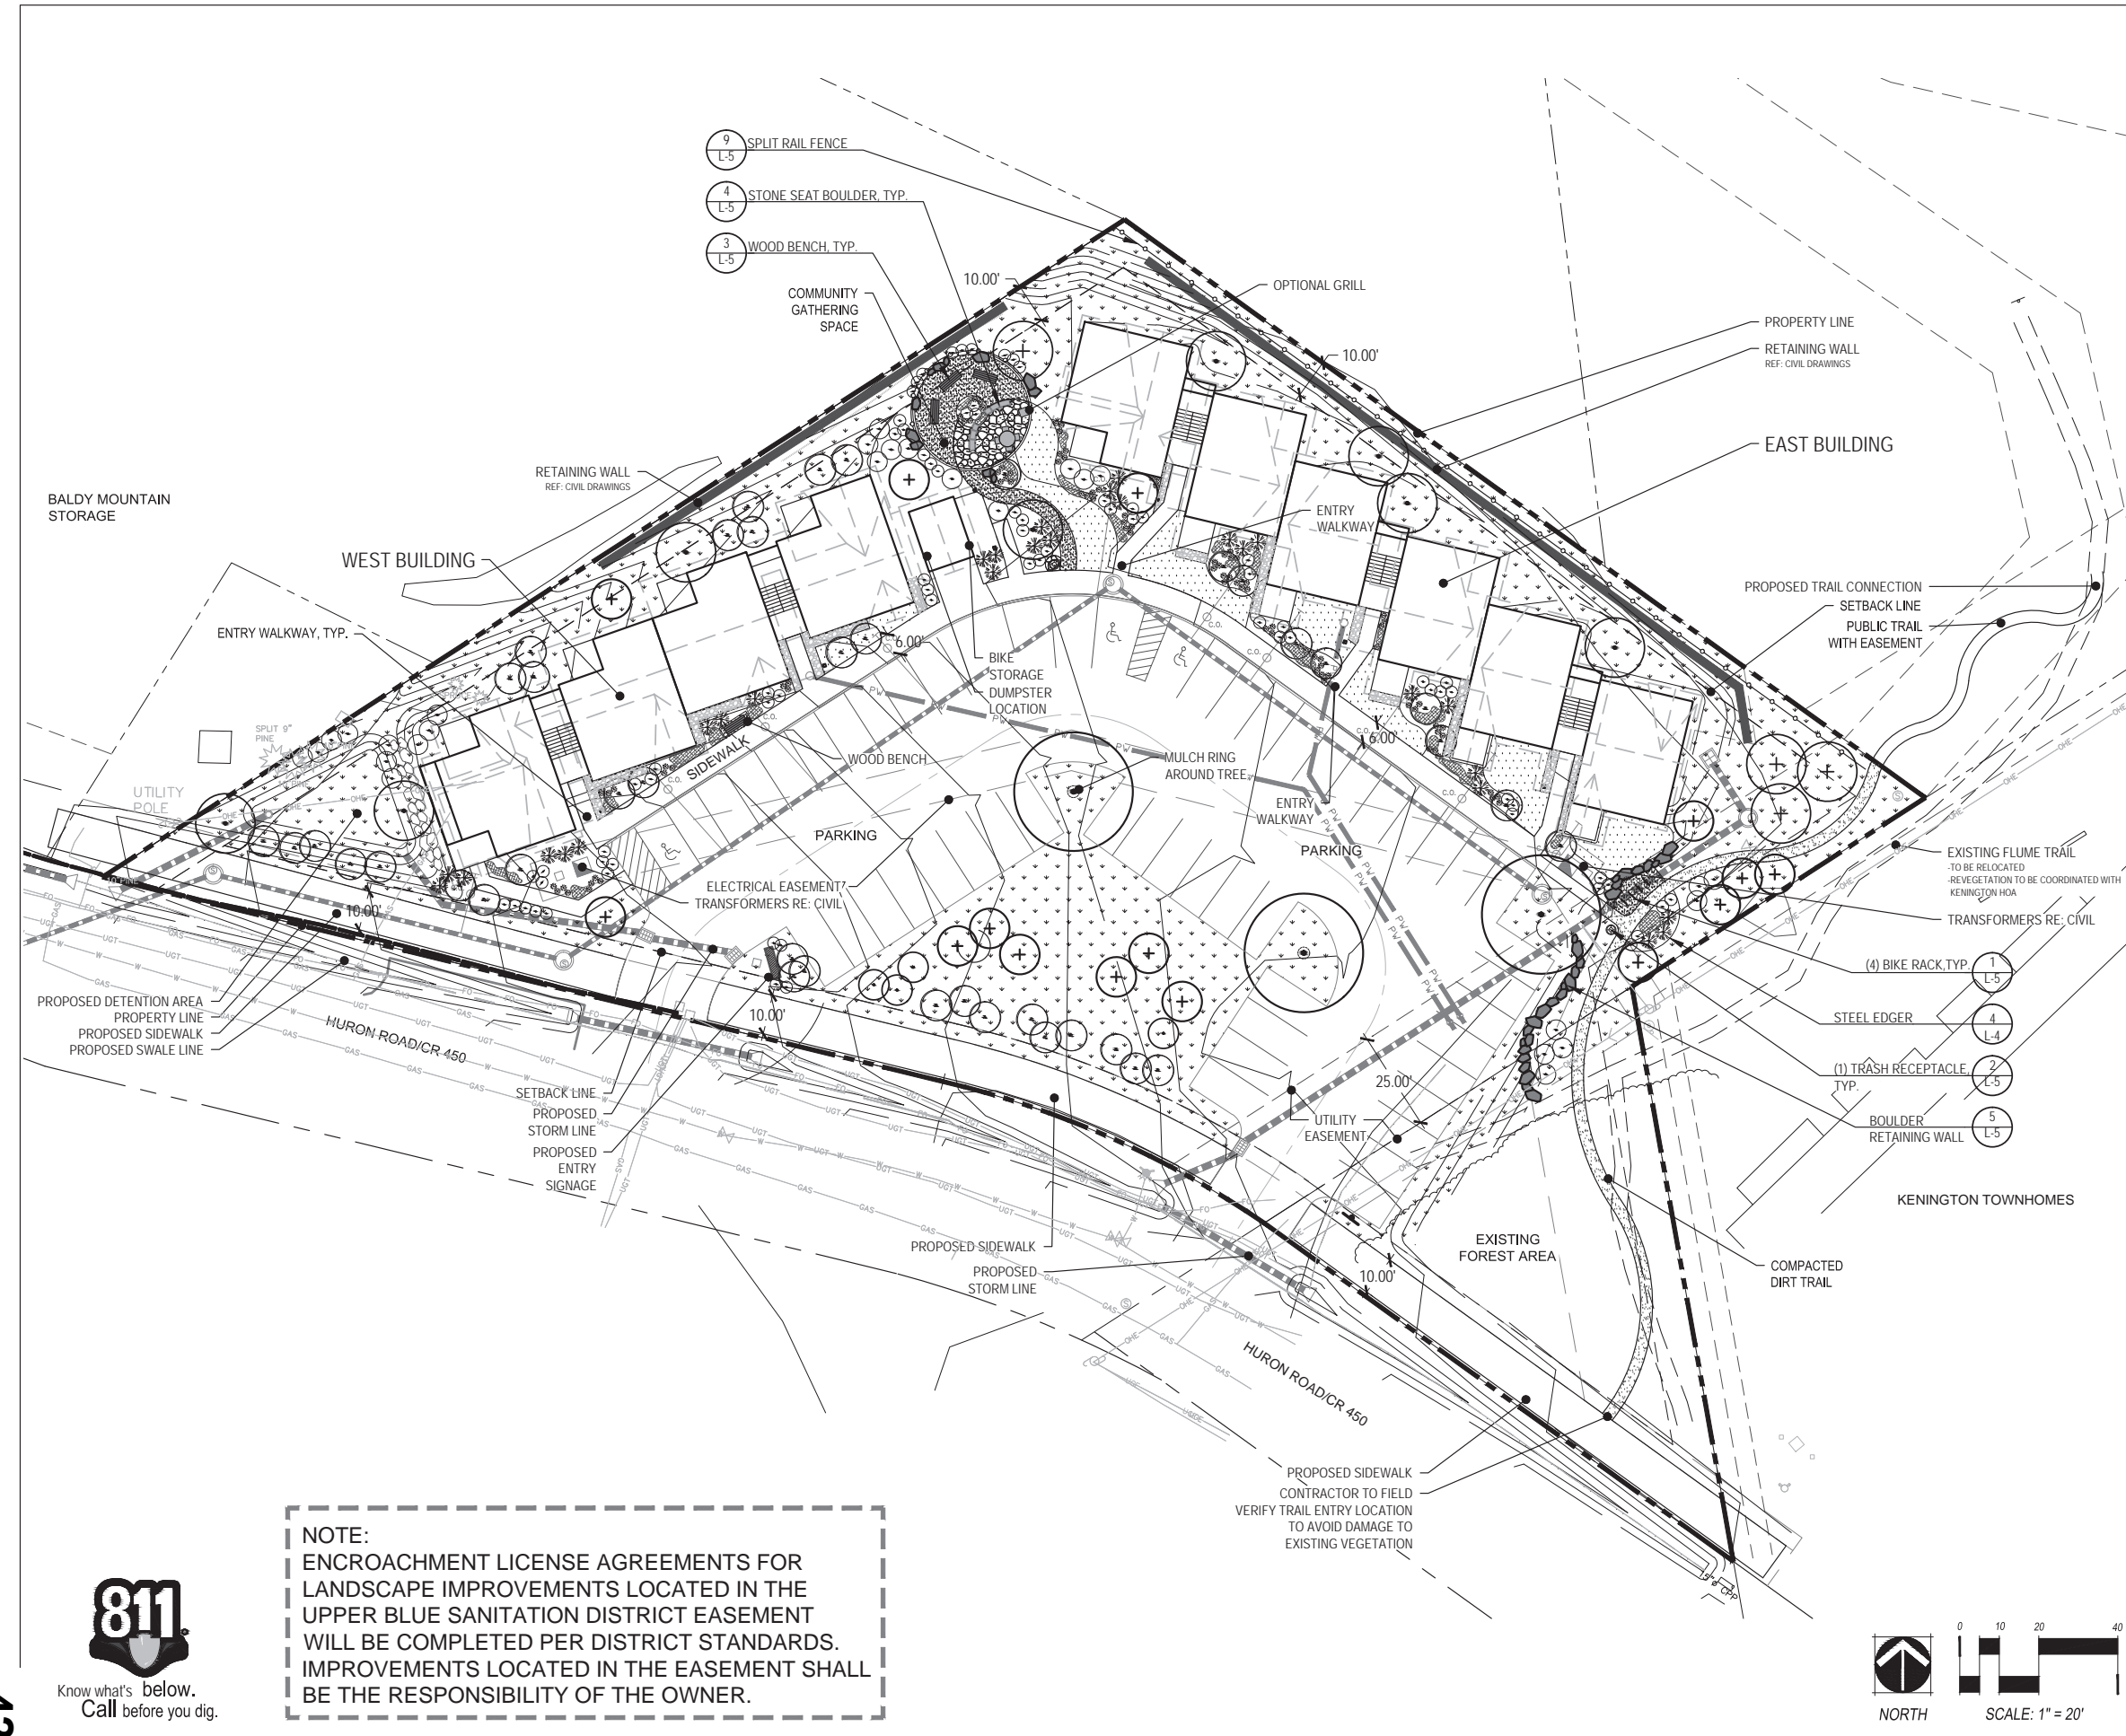 9
L-5
SPLIT RAIL FENCE
4
L-5
STONE SEAT BOULDER, TYP.
3
L-5
WOOD BENCH, TYP.
COMMUNITY
GATHERING
SPACE
10.00'
OPTIONAL GRILL
10.00'
PROPERTY LINE
RETAINING WALL
REF: CIVIL DRAWINGS
EAST BUILDING
RETAINING WALL
REF: CIVIL DRAWINGS
BALDY MOUNTAIN
STORAGE
WEST BUILDING
ENTRY
WALKWAY
ENTRY WALKWAY, TYP.
PROPOSED TRAIL CONNECTION
SETBACK LINE
PUBLIC TRAIL
WITH EASEMENT
6.00'
BIKE
STORAGE
DUMPSTER
LOCATION
SPLIT 9"
PINE
SIDEWALK
WOOD BENCH
6.00'
MULCH RING
AROUND TREE
UTILITY
POLE
ENTRY
WALKWAY
PARKING
PARKING
EXISTING FLUME TRAIL
-TO BE RELOCATED
-REVEGETATION TO BE COORDINATED WITH
KENINGTON HOA
ELECTRICAL EASEMENT
TRANSFORMERS RE: CIVIL
10.00'
TRANSFORMERS RE: CIVIL
(4) BIKE RACK,TYP.
1
L-5
STEEL EDGER
4
L-4
(1) TRASH RECEPTACLE,
TYP.
2
L-5
BOULDER
RETAINING WALL
5
L-5
PROPOSED DETENTION AREA
PROPERTY LINE
PROPOSED SIDEWALK
PROPOSED SWALE LINE
HURON ROAD/CR 450
10.00'
SETBACK LINE
PROPOSED
STORM LINE
PROPOSED
ENTRY
SIGNAGE
25.00'
UTILITY
EASEMENT
KENINGTON TOWNHOMES
PROPOSED SIDEWALK
PROPOSED
STORM LINE
EXISTING
FOREST AREA
10.00'
COMPACTED
DIRT TRAIL
HURON ROAD/CR 450
PROPOSED SIDEWALK
CONTRACTOR TO FIELD
VERIFY TRAIL ENTRY LOCATION
TO AVOID DAMAGE TO
EXISTING VEGETATION
NOTE:
ENCROACHMENT LICENSE AGREEMENTS FOR
LANDSCAPE IMPROVEMENTS LOCATED IN THE
UPPER BLUE SANITATION DISTRICT EASEMENT
WILL BE COMPLETED PER DISTRICT STANDARDS.
IMPROVEMENTS LOCATED IN THE EASEMENT SHALL
BE THE RESPONSIBILITY OF THE OWNER.
811
Know what's below.
Call before you dig.
0 10 20 40
NORTH
SCALE: 1" = 20'